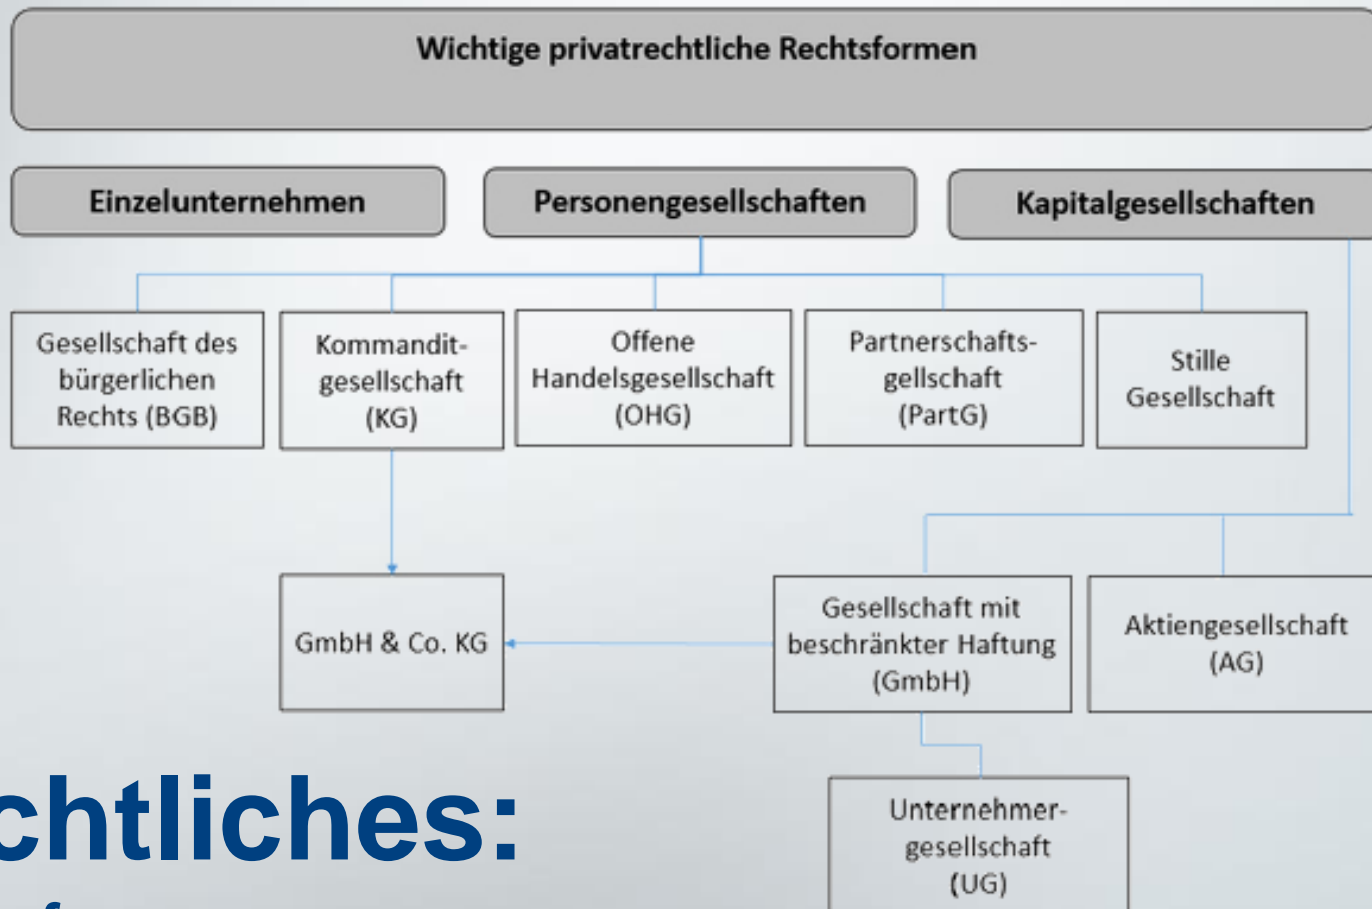 Wichtige privatrechtliche Rechtsformen
Einzelunternehmen
Personengesellschaften
Kapitalgesellschaften
Gesellschaft des
bürgerlichen
Rechts (BGB)
Kommandit-
gesellschaft
(KG)
Offene
Handelsgesellschaft
(OHG)
Partnerschafts-
gellschaft
(PartG)
Stille
Gesellschaft
GmbH & Co. KG
Gesellschaft mit
beschränkter Haftung
(GmbH)
Aktiengesellschaft
(AG)
Unternehmer-
gesellschaft
(UG)
chtliches: